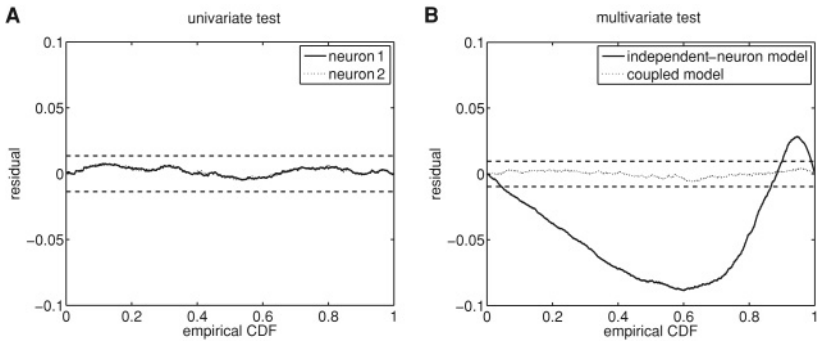 A
univariate test
0.1
0.05
0
−0.05
−0.1
residual
neuron 1
neuron 2
0
0.2
0.4
0.6
0.8
1
empirical CDF
B
multivariate test
0.1
0.05
0
−0.05
−0.1
residual
independent−neuron model
coupled model
0
0.2
0.4
0.6
0.8
1
empirical CDF